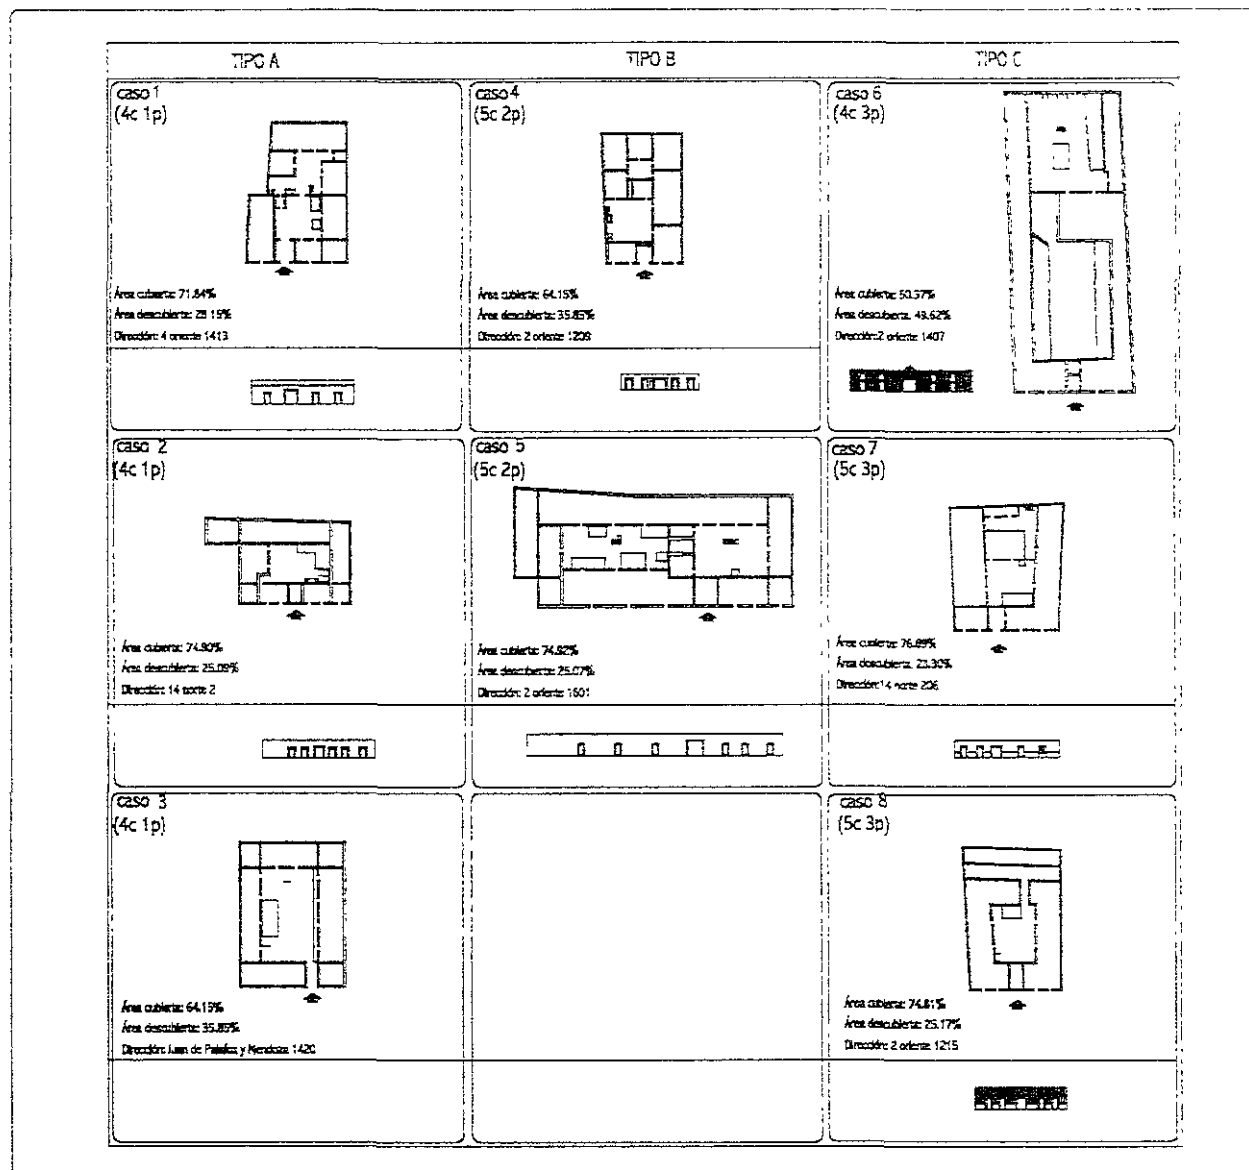 TIPO A
TIPO B
TIPO C
caso 1
(4c 1p)
Área cubierta: 71.84%
Área descubierta: 28.15%
Dirección: 4 oriente 1413
caso 4
(5c 2p)
Área cubierta: 64.15%
Área descubierta: 35.85%
Dirección: 2 oriente 1209
caso 6
(4c 3p)
Área cubierta: 50.37%
Área descubierta: 49.62%
Dirección:2 oriente 1407
caso 2
(4c 1p)
Área cubierta: 74.90%
Área descubierta: 25.09%
Dirección: 14 norte 2
caso 5
(5c 2p)
Área cubierta: 74.92%
Área descubierta: 25.07%
Dirección: 2 oriente 1601
caso 7
(5c 3p)
Área cubierta: 76.69%
Área descubierta: 23.30%
Dirección:14 norte 206
caso 3
(4c 1p)
Área cubierta: 64.15%
Área descubierta: 35.85%
Dirección: Juan de Palafox y Mendoza 1420
caso 8
(5c 3p)
Área cubierta: 74.81%
Área descubierta: 25.17%
Dirección: 2 oriente 1215